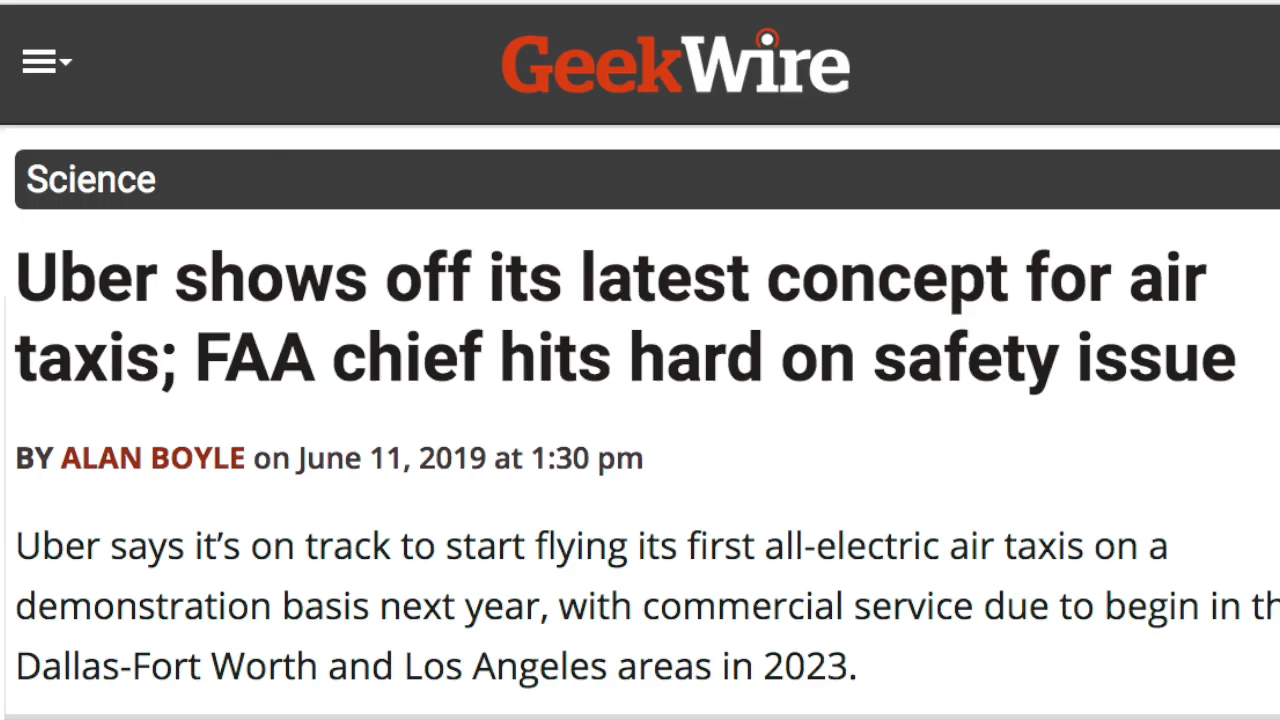 GeekWire
Science
Uber shows off its latest concept for air
taxis; FAA chief hits hard on safety issue
BY ALAN BOYLE on June 11, 2019 at 1:30 pm
Uber says it’s on track to start flying its first all-electric air taxis on a
demonstration basis next year, with commercial service due to begin in
Dallas-Fort Worth and Los Angeles areas in 2023.